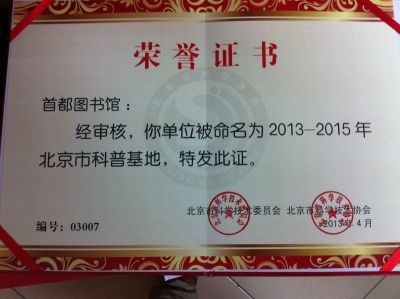 荣誉证书
首都图书馆：
经审核，你单位被命名为2013—2015年
北京市科普基地，特发此证。
北京市科学技术委员会 北京市科学技术协会
编号：03007
2013年4月